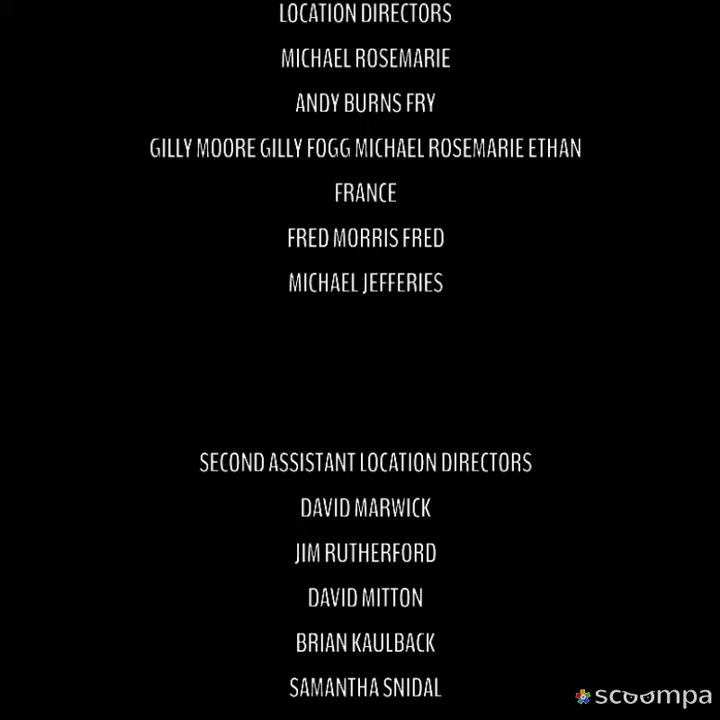 LOCATION DIRECTORS
MICHAEL ROSEMARIE
ANDY BURNS FRY
GILLY MOORE GILLY FOGG MICHAEL ROSEMARIE ETHAN
FRANCE
FRED MORRIS FRED
MICHAEL JEFFERIES
SECOND ASSISTANT LOCATION DIRECTORS
DAVID MARWICK
JIM RUTHERFORD
DAVID MITTON
BRIAN KAULBACK
SAMANTHA SNIDAL
scoompa